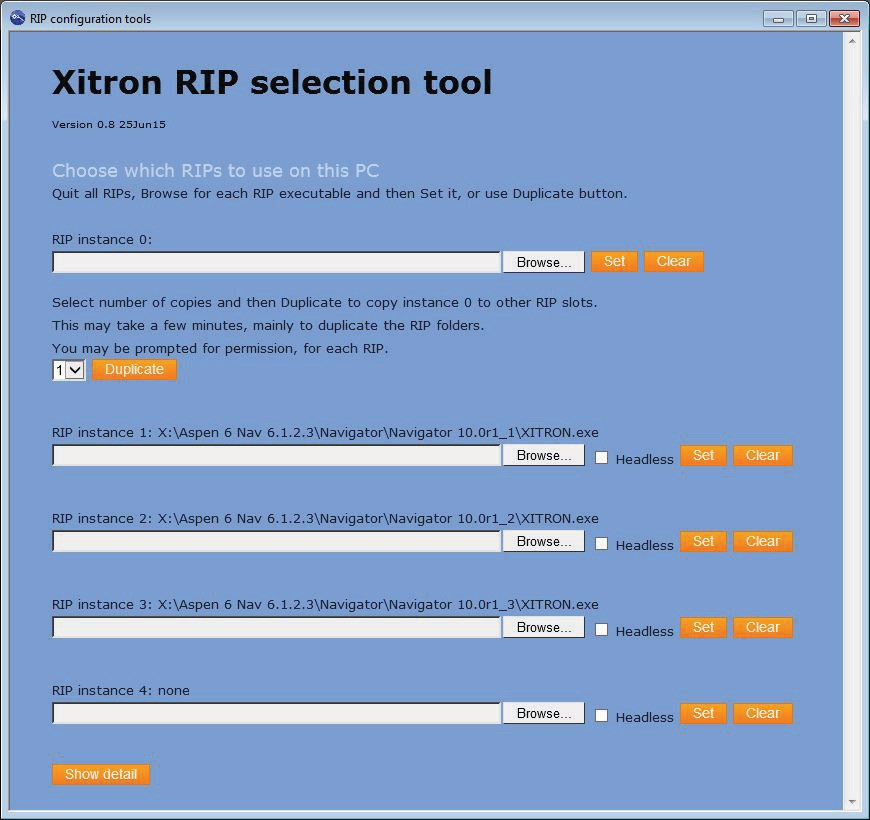 RIP configuration tools
Xitron RIP selection tool
Version 0.8 25Jun15
Choose which RIPs to use on this PC
Quit all RIPs, Browse for each RIP executable and then Set it, or use Duplicate button.
RIP instance 0:
Browse... Set Clear
Select number of copies and then Duplicate to copy instance 0 to other RIP slots.
This may take a few minutes, mainly to duplicate the RIP folders.
You may be prompted for permission, for each RIP.
1 Duplicate
RIP instance 1: X:\Aspen 6 Nav 6.1.2.3\Navigator\Navigator 10.0r1_1\XITRON.exe
Browse... Headless Set Clear
RIP instance 2: X:\Aspen 6 Nav 6.1.2.3\Navigator\Navigator 10.0r1_2\XITRON.exe
Browse... Headless Set Clear
RIP instance 3: X:\Aspen 6 Nav 6.1.2.3\Navigator\Navigator 10.0r1_3\XITRON.exe
Browse... Headless Set Clear
RIP instance 4: none
Browse... Headless Set Clear
Show detail